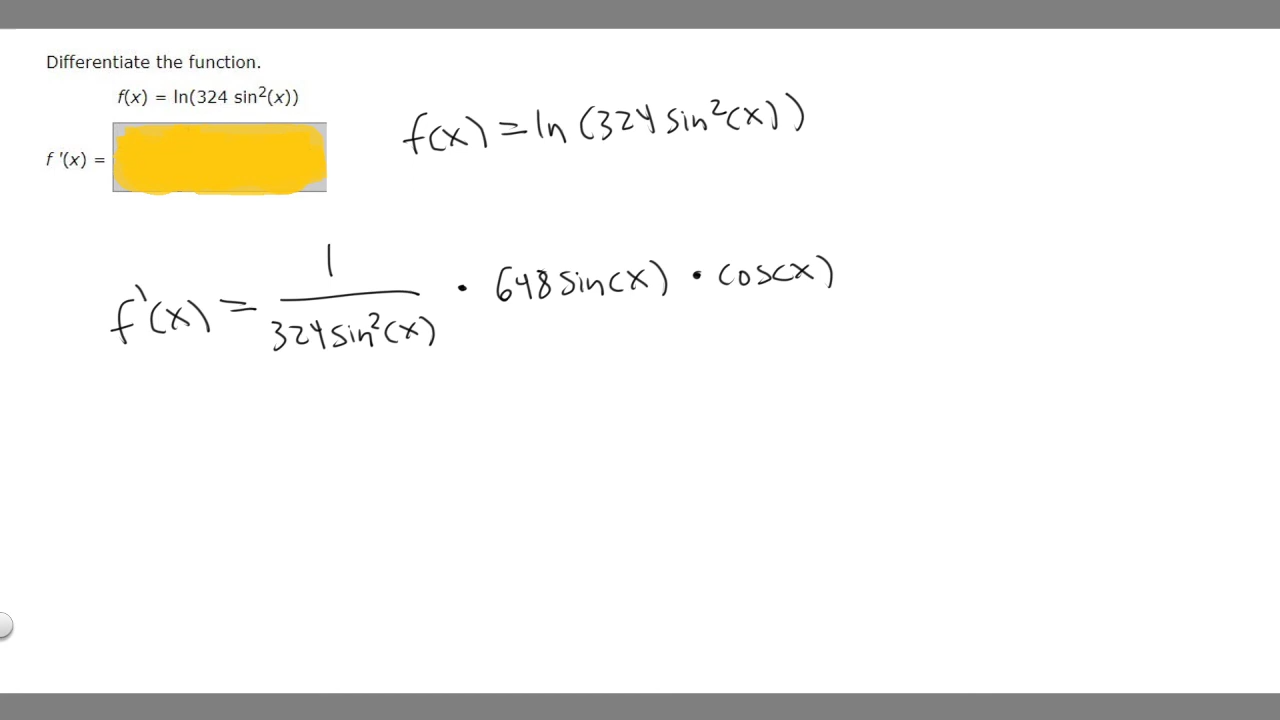 Differentiate the function.
f(x) = ln(324 sin²(x))
f '(x) =
f(x) = ln (324 sin²(x))
f'(x) = 1 / 324 sin²(x) · 648 sin(x) · cos(x)